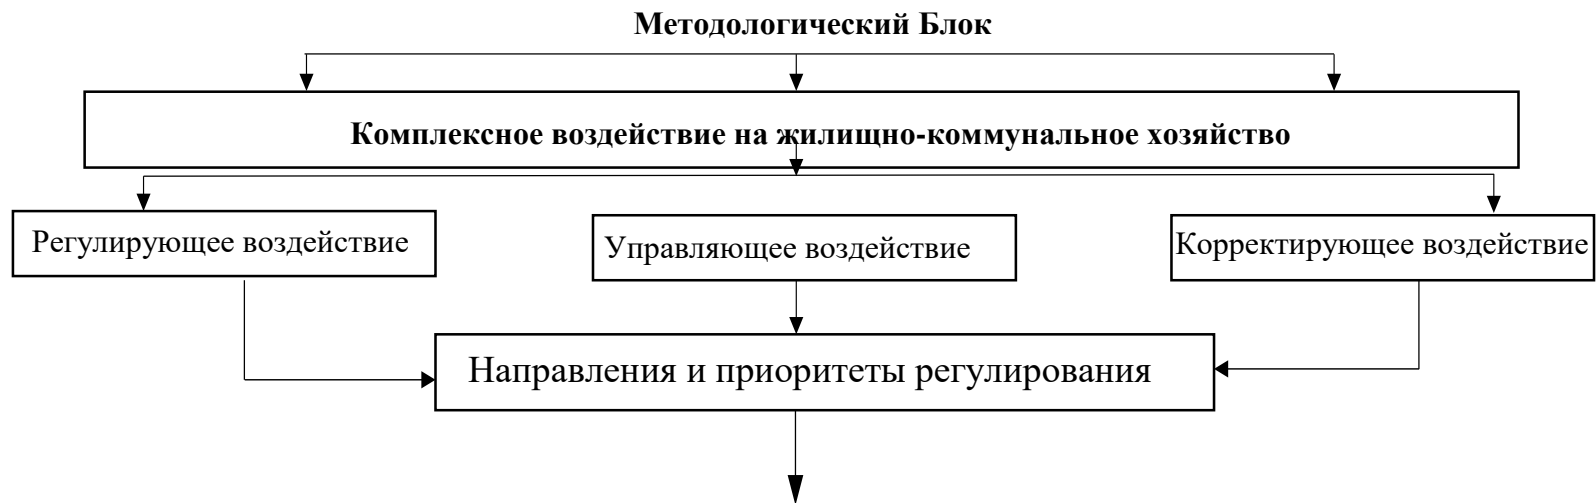 Методологический Блок
Комплексное воздействие на жилищно-коммунальное хозяйство
Регулирующее воздействие
Управляющее воздействие
Корректирующее воздействие
Направления и приоритеты регулирования